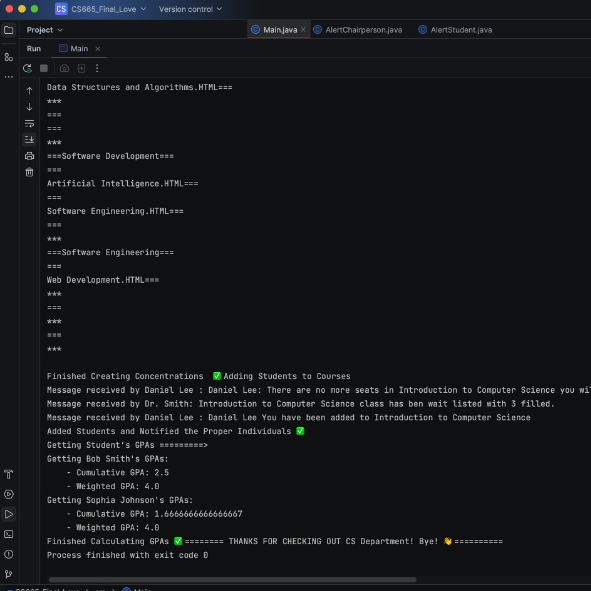 CS CS665_Final_Love Version control
Project
Main.java AlertChairperson.java AlertStudent.java
Run Main
Data Structures and Algorithms.HTML===
***
===
===
***
===Software Development===
===
Artificial Intelligence.HTML===
===
Software Engineering.HTML===
===
***
===Software Engineering===
===
Web Development.HTML===
***
===
***
===
***
Finished Creating Concentrations ✅Adding Students to Courses
Message received by Daniel Lee : Daniel Lee: There are no more seats in Introduction to Computer Science you wil
Message received by Dr. Smith: Introduction to Computer Science class has ben wait listed with 3 filled.
Message received by Daniel Lee : Daniel Lee You have been added to Introduction to Computer Science
Added Students and Notified the Proper Individuals ✅
Getting Student's GPAs =========>
Getting Bob Smith's GPAs:
- Cumulative GPA: 2.5
- Weighted GPA: 4.0
Getting Sophia Johnson's GPAs:
- Cumulative GPA: 1.6666666666666667
- Weighted GPA: 4.0
Finished Calculating GPAs ✅======== THANKS FOR CHECKING OUT CS Department! Bye! 👋==========
Process finished with exit code 0